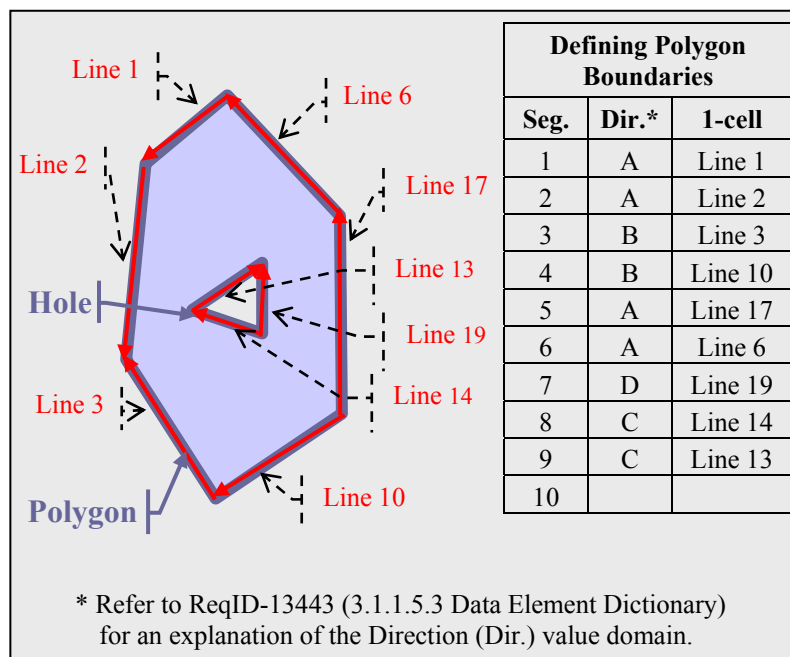 Line 1
Line 6
Line 2
Line 17
Line 13
Hole
Line 19
Line 3
Line 14
Line 10
Polygon
Defining Polygon
Boundaries
Seg. Dir.* 1-cell
1 A Line 1
2 A Line 2
3 B Line 3
4 B Line 10
5 A Line 17
6 A Line 6
7 D Line 19
8 C Line 14
9 C Line 13
10
* Refer to ReqID-13443 (3.1.1.5.3 Data Element Dictionary)
for an explanation of the Direction (Dir.) value domain.